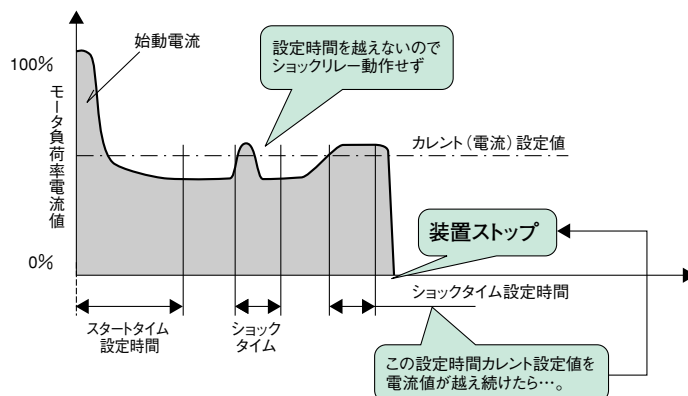 始動電流
100%
モータ負荷率電流値
0%
設定時間を越えないので
ショックリレー動作せず
カレント（電流）設定値
装置ストップ
ショックタイム設定時間
スタートタイム
設定時間
ショック
タイム
この設定時間カレント設定値を
電流値が越え続けたら…。